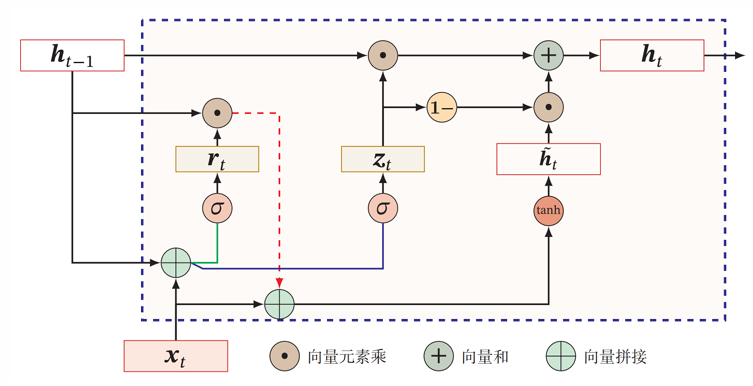 h_{t−1}
h_t
1−
r_t
z_t
h̃_t
σ
σ
tanh
x_t
向量元素乘
向量和
向量拼接